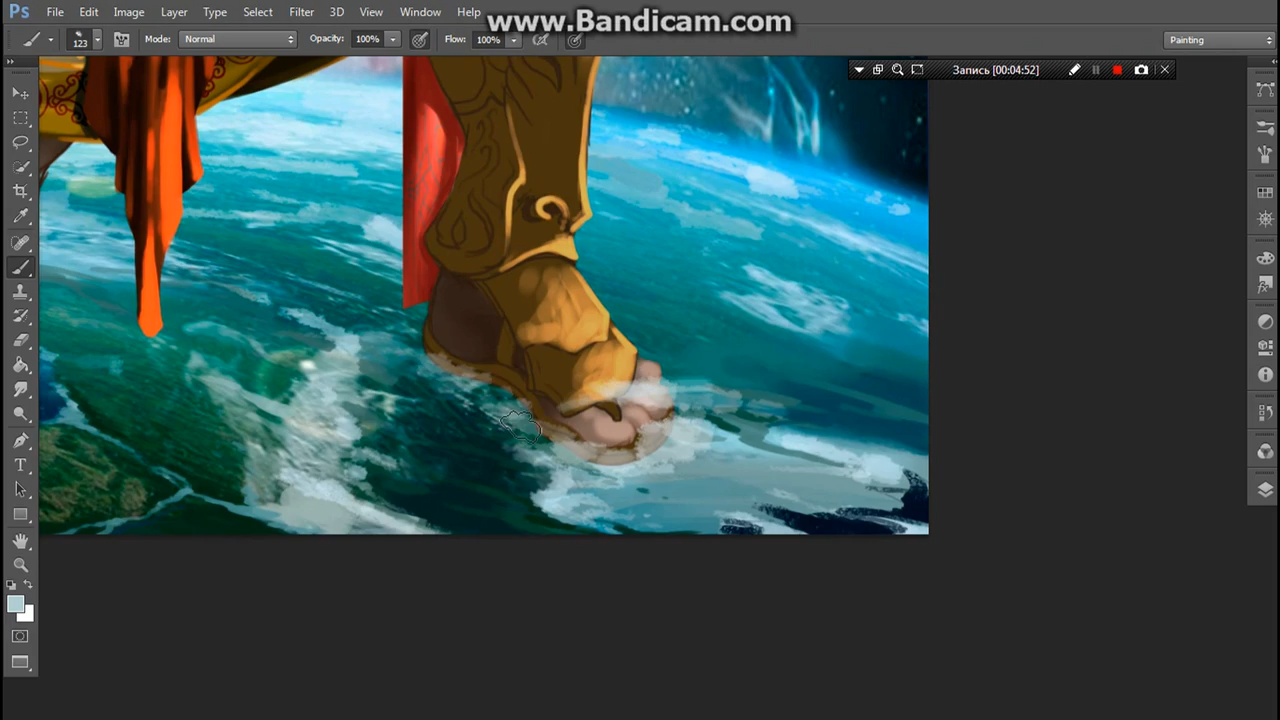 Ps File Edit Image Layer Type Select Filter 3D View Window Help
www.Bandicam.com
123 Mode: Normal Opacity: 100% Flow: 100% Painting
Запись [00:04:52]
T